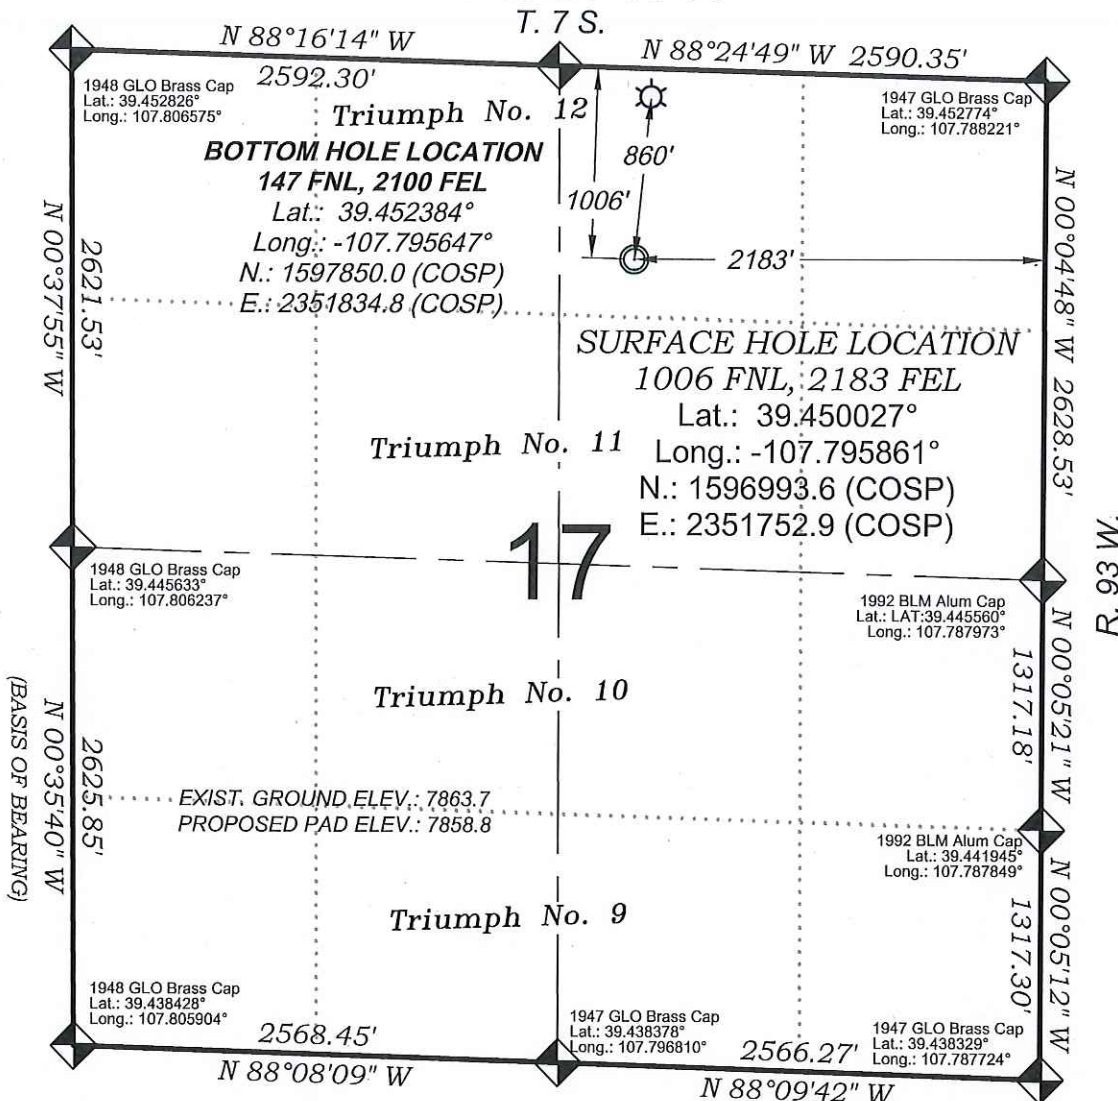 T. 7 S.
N 88°16'14" W
2592.30'
N 88°24'49" W 2590.35'
1948 GLO Brass Cap
Lat.: 39.452826°
Long.: 107.806575°
1947 GLO Brass Cap
Lat.: 39.452774°
Long.: 107.788221°
Triumph No. 12
BOTTOM HOLE LOCATION
147 FNL, 2100 FEL
Lat.: 39.452384°
Long.: -107.795647°
N.: 1597850.0 (COSP)
E.: 2351834.8 (COSP)
860'
1006'
2183'
N 00°37'55" W
2621.53'
N 00°04'48" W 2628.53'
SURFACE HOLE LOCATION
1006 FNL, 2183 FEL
Lat.: 39.450027°
Long.: -107.795861°
N.: 1596993.6 (COSP)
E.: 2351752.9 (COSP)
Triumph No. 11
17
R. 93 W.
1948 GLO Brass Cap
Lat.: 39.445633°
Long.: 107.806237°
1992 BLM Alum Cap
Lat.: LAT:39.445560°
Long.: 107.787973°
Triumph No. 10
N 00°05'21" W
1317.18'
(BASIS OF BEARING)
N 00°35'40" W
2625.85'
EXIST. GROUND ELEV.: 7863.7
PROPOSED PAD ELEV.: 7858.8
1992 BLM Alum Cap
Lat.: 39.441945°
Long.: 107.787849°
Triumph No. 9
N 00°05'12" W
1317.30'
1948 GLO Brass Cap
Lat.: 39.438428°
Long.: 107.805904°
1947 GLO Brass Cap
Lat.: 39.438378°
Long.: 107.796810°
1947 GLO Brass Cap
Lat.: 39.438329°
Long.: 107.787724°
2568.45'
N 88°08'09" W
2566.27'
N 88°09'42" W